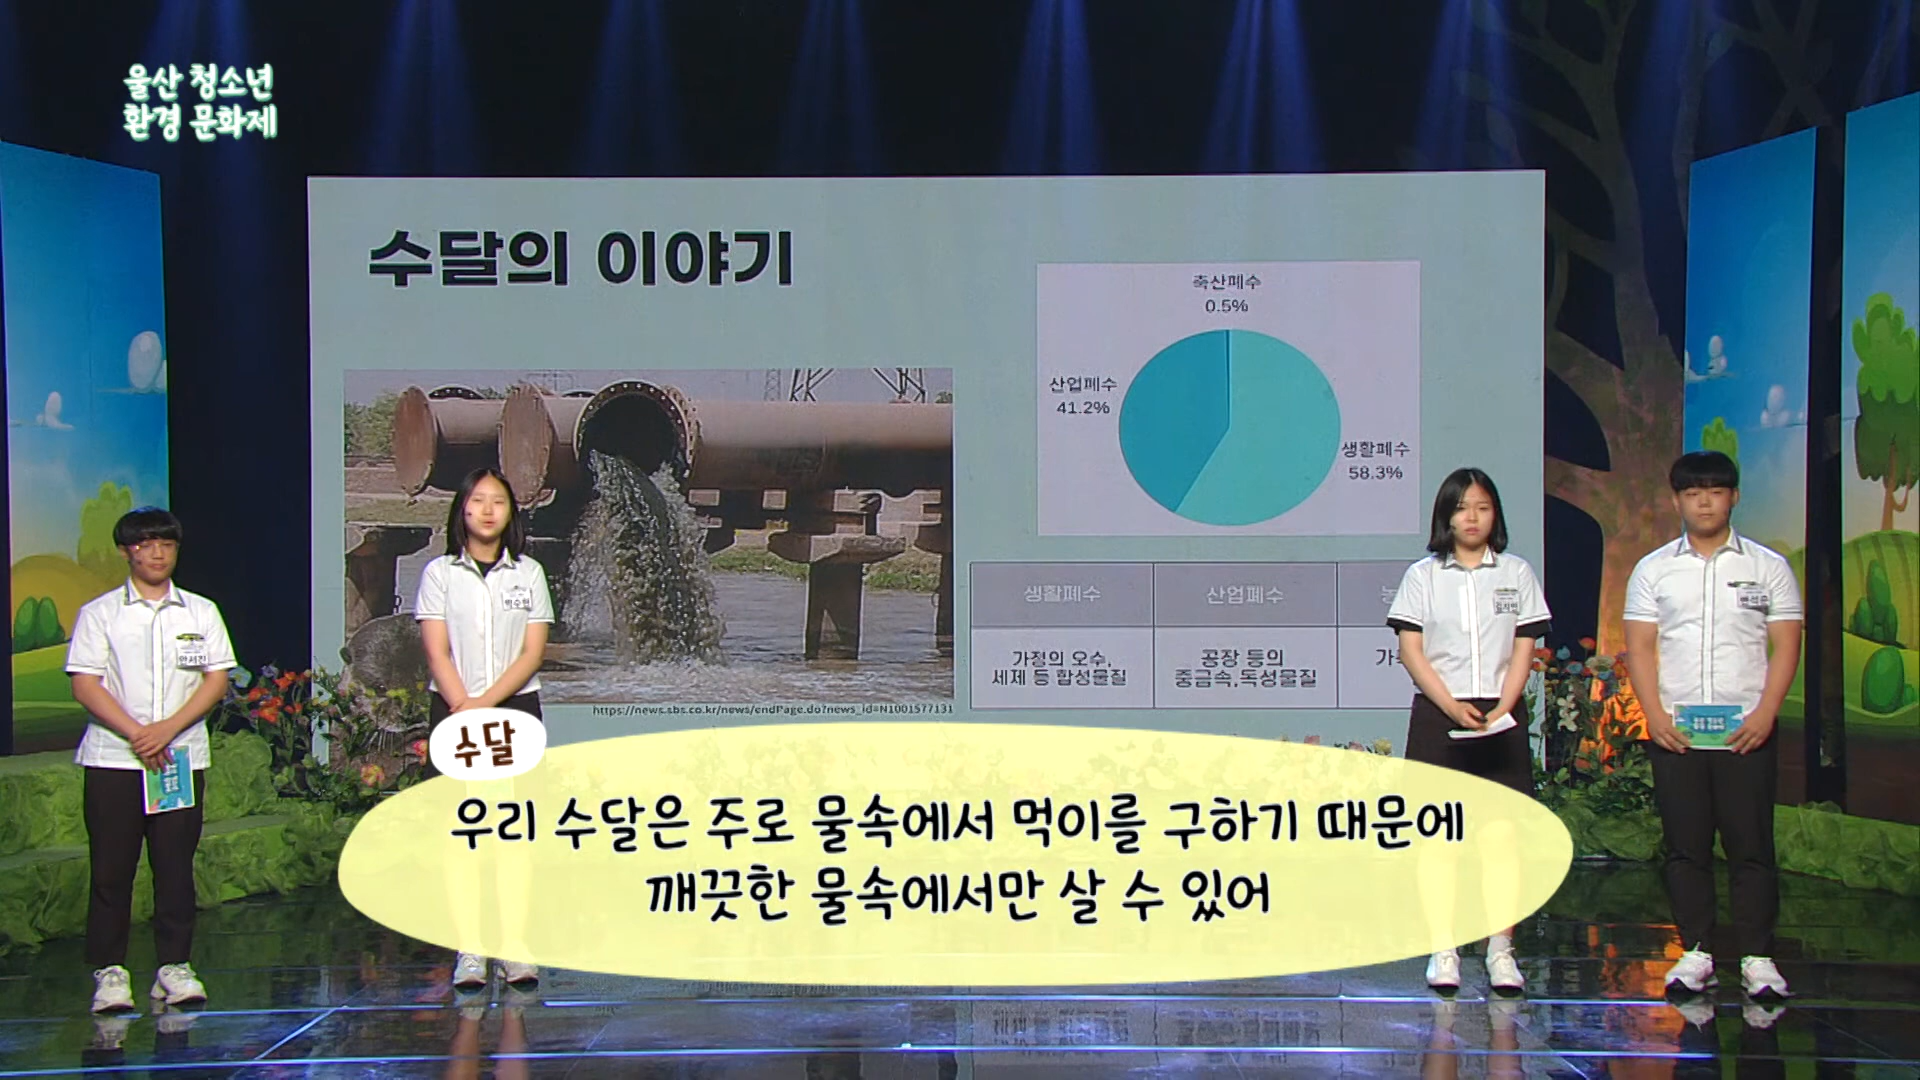 울산 청소년
환경 문화제
수달의 이야기
축산폐수
0.5%
산업폐수
41.2%
생활폐수
58.3%
생활폐수
산업폐수
가정의 오수,
세제 등 합성물질
공장 등의
중금속,독성물질
https://news.sbs.co.kr/news/endPage.do?news_id=N1001577131
수달
우리 수달은 주로 물속에서 먹이를 구하기 때문에
깨끗한 물속에서만 살 수 있어